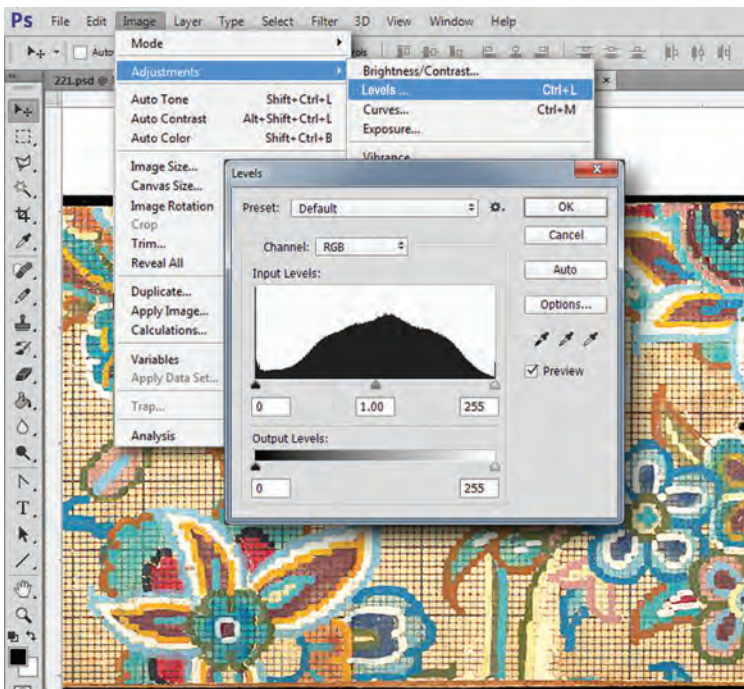 Ps File Edit Image Layer Type Select Filter 3D View Window Help
Auto
221.psd @
×
Mode
Adjustments
Auto Tone Shift+Ctrl+L
Auto Contrast Alt+Shift+Ctrl+L
Auto Color Shift+Ctrl+B
Image Size...
Canvas Size...
Image Rotation
Crop
Trim...
Reveal All
Duplicate...
Apply Image...
Calculations...
Variables
Apply Data Set...
Trap...
Analysis
Brightness/Contrast...
Levels ... Ctrl+L
Curves... Ctrl+M
Exposure...
Vibrance
Levels
Preset: Default
Channel: RGB
Input Levels:
0 1.00 255
Output Levels:
0 255
OK
Cancel
Auto
Options...
Preview